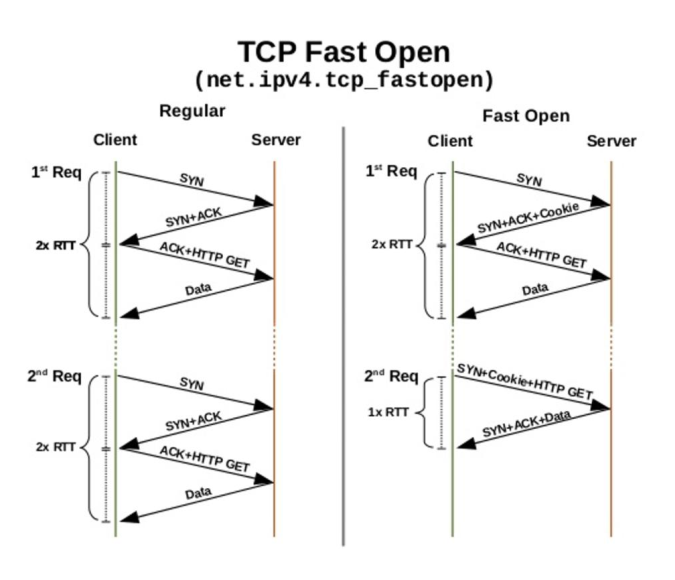 TCP Fast Open
(net.ipv4.tcp_fastopen)
Regular
Client
Server
1st Req
SYN
SYN+ACK
2x RTT
ACK+HTTP GET
Data
2nd Req
SYN
SYN+ACK
2x RTT
ACK+HTTP GET
Data
Fast Open
Client
Server
1st Req
SYN
SYN+ACK+Cookie
2x RTT
ACK+HTTP GET
Data
2nd Req
SYN+Cookie+HTTP GET
1x RTT
SYN+ACK+Data